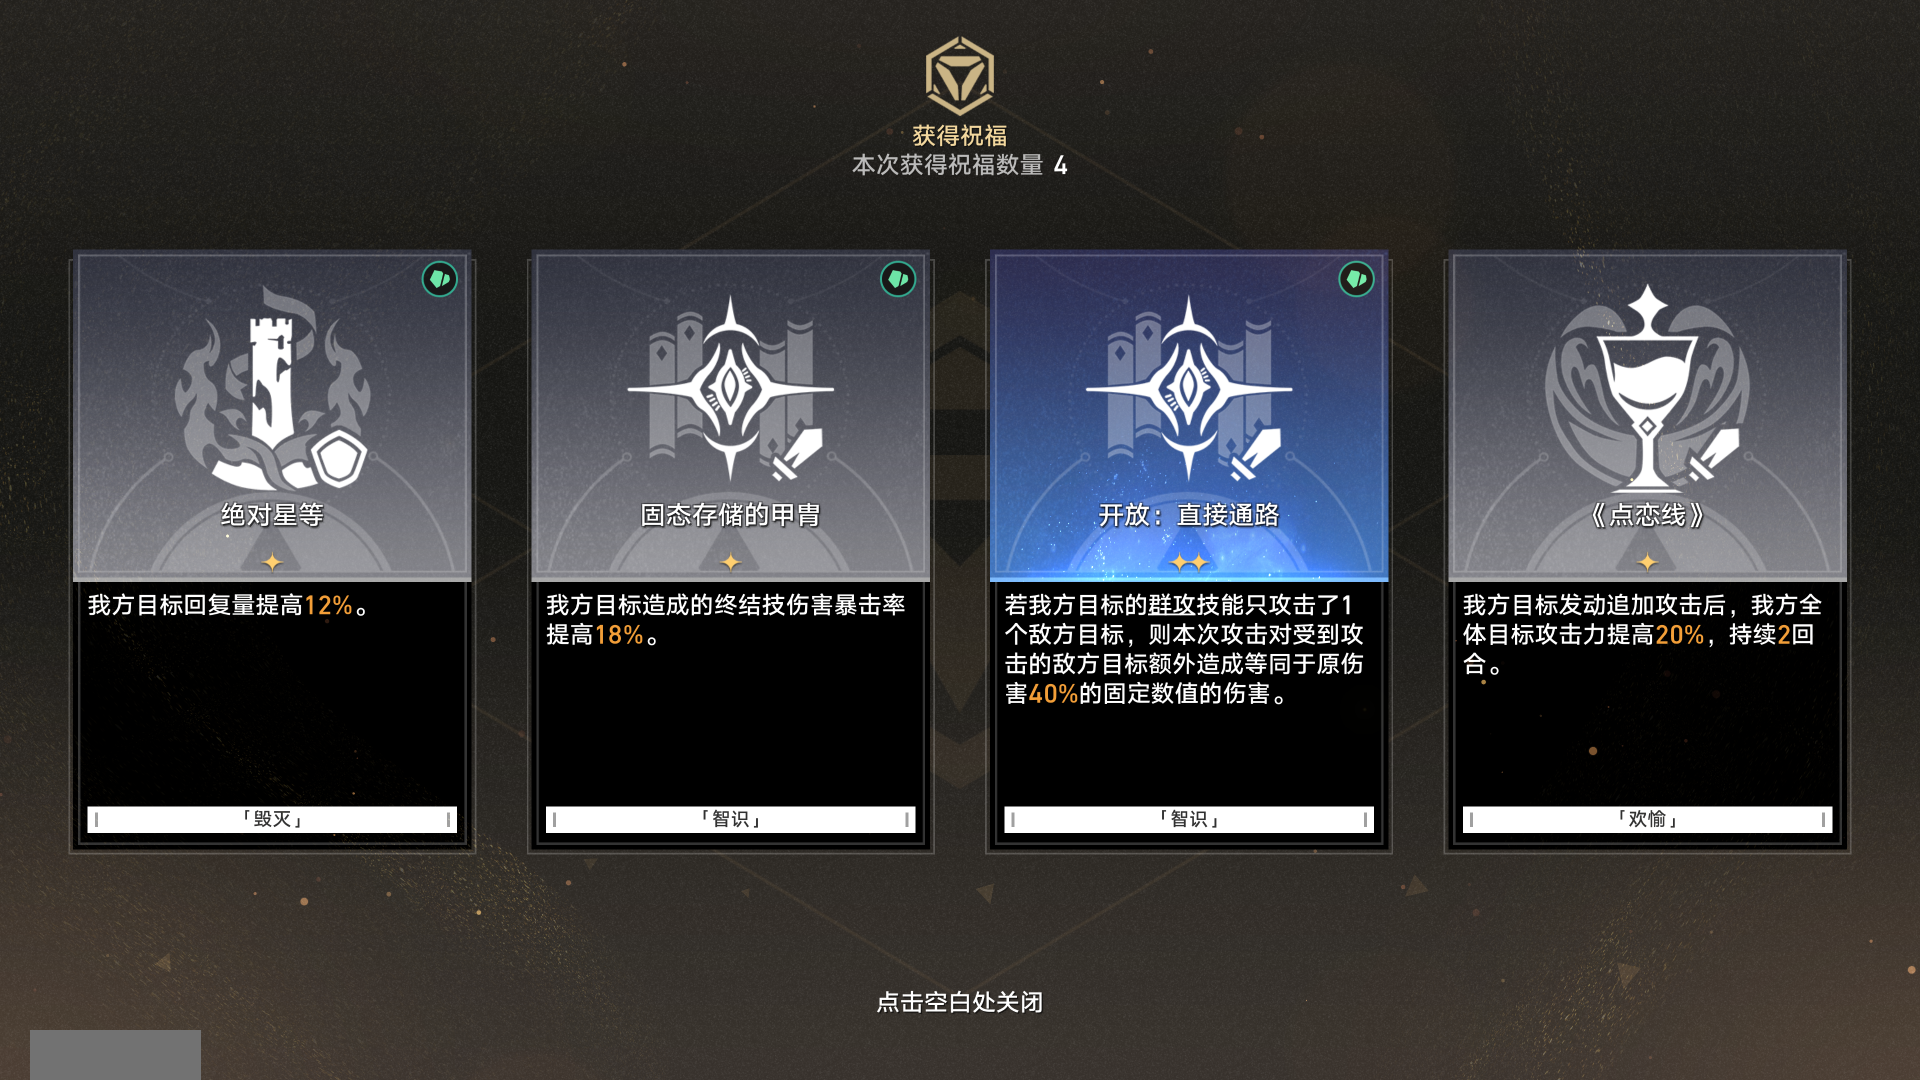 获得祝福
本次获得祝福数量 4
绝对星等
我方目标回复量提高12%。
「毁灭」
固态存储的甲胄
我方目标造成的终结技伤害暴击率
提高18%。
「智识」
开放：直接通路
若我方目标的群攻技能只攻击了1
个敌方目标，则本次攻击对受到攻
击的敌方目标额外造成等同于原伤
害40%的固定数值的伤害。
「智识」
《点恋线》
我方目标发动追加攻击后，我方全
体目标攻击力提高20%，持续2回
合。
「欢愉」
点击空白处关闭